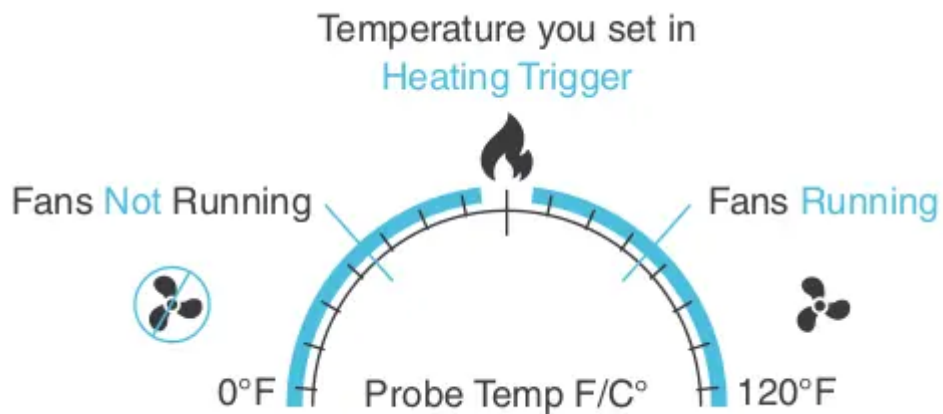 Temperature you set in
Heating Trigger
Fans Not Running
Fans Running
0°F
Probe Temp F/C°
120°F